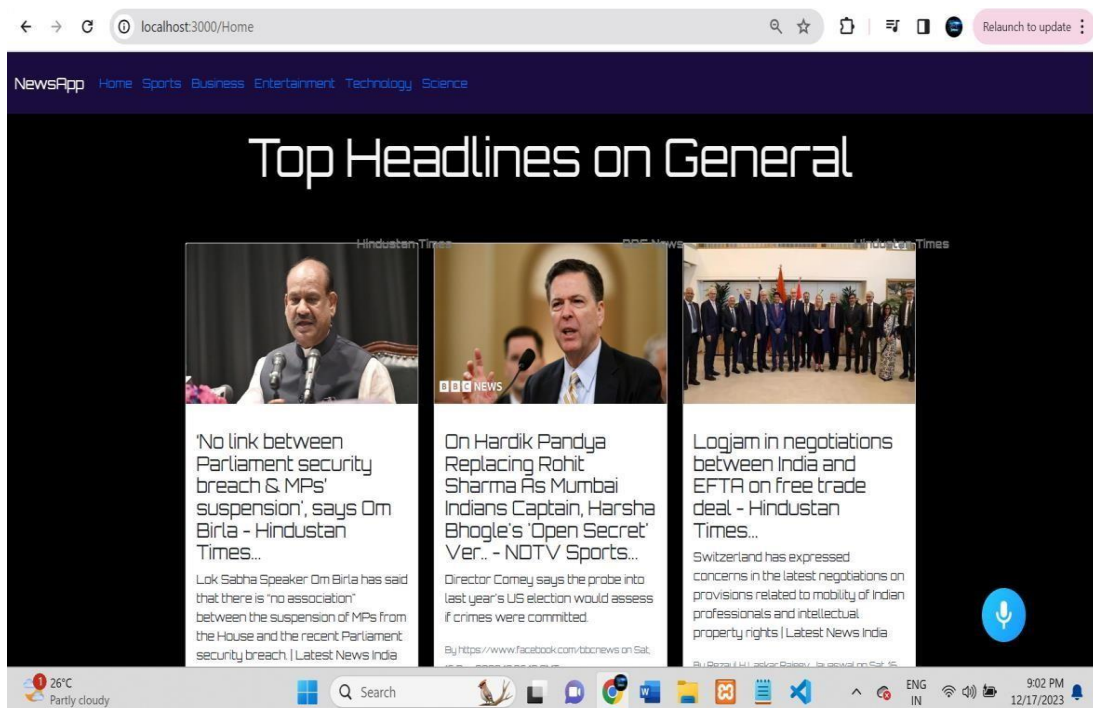 localhost:3000/Home
Relaunch to update
NewsApp Home Sports Business Entertainment Technology Science
Top Headlines on General
Hindustan Times
News
Hindustan Times
BBC NEWS
'No link between
Parliament security
breach & MPs'
suspension', says Om
Birla - Hindustan
Times...
Lok Sabha Speaker Om Birla has said
that there is "no association"
between the suspension of MPs from
the House and the recent Parliament
security breach. | Latest News India
On Hardik Pandya
Replacing Rohit
Sharma As Mumbai
Indians Captain, Harsha
Bhogle's 'Open Secret'
Ver.. - NDTV Sports...
Director Comey says the probe into
last year's US election would assess
if crimes were committed.
By https://www.facebook.com/bbcnews on Sat,
Logjam in negotiations
between India and
EFTA on free trade
deal - Hindustan
Times...
Switzerland has expressed
concerns in the latest negotiations on
provisions related to mobility of Indian
professionals and intellectual
property rights | Latest News India
1
26°C
Partly cloudy
Search
ENG
IN
9:02 PM
12/17/2023